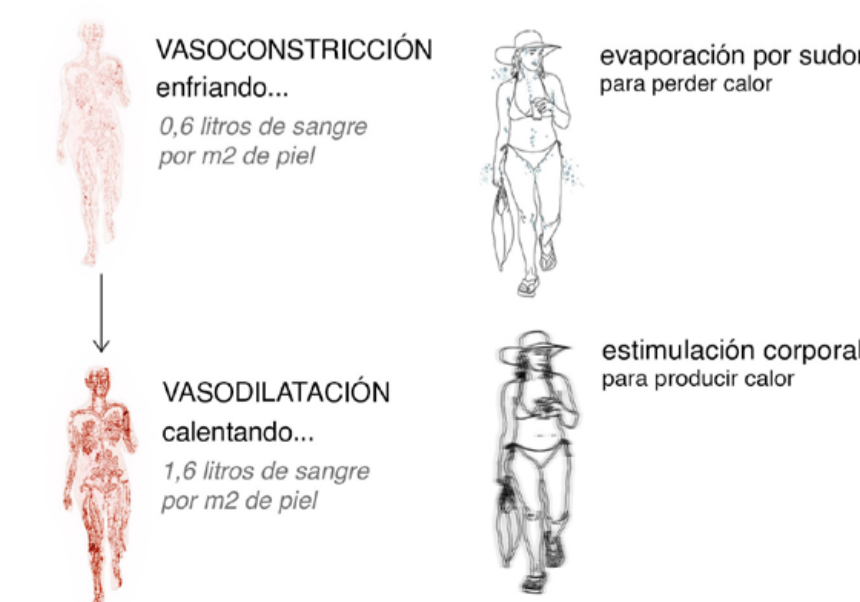 VASOCONSTRICCIÓN
enfriando...
0,6 litros de sangre
por m2 de piel
evaporación por sudor
para perder calor
VASODILATACIÓN
calentando...
1,6 litros de sangre
por m2 de piel
estimulación corporal
para producir calor